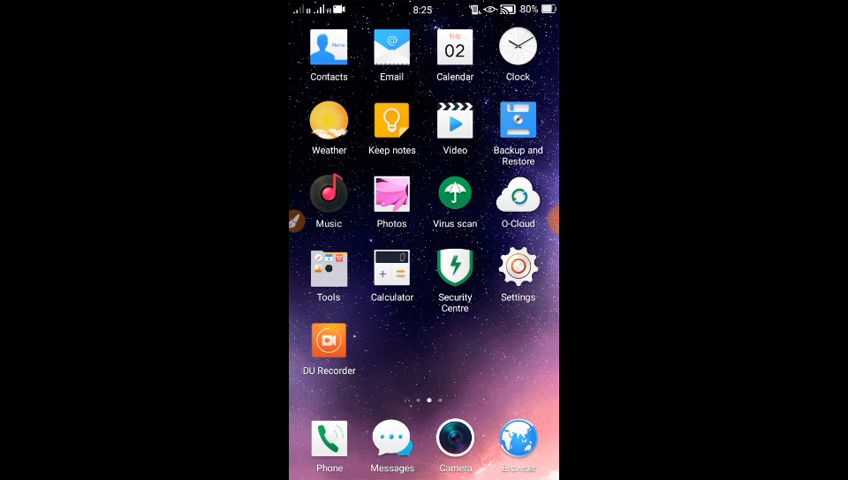 8:25 80%
Name @ THU 02
Contacts Email Calendar Clock
Weather Keep notes Video Backup and Restore
Music Photos Virus scan O-Cloud
0
Tools Calculator Security Centre Settings
DU Recorder
Phone Messages Camera Browser